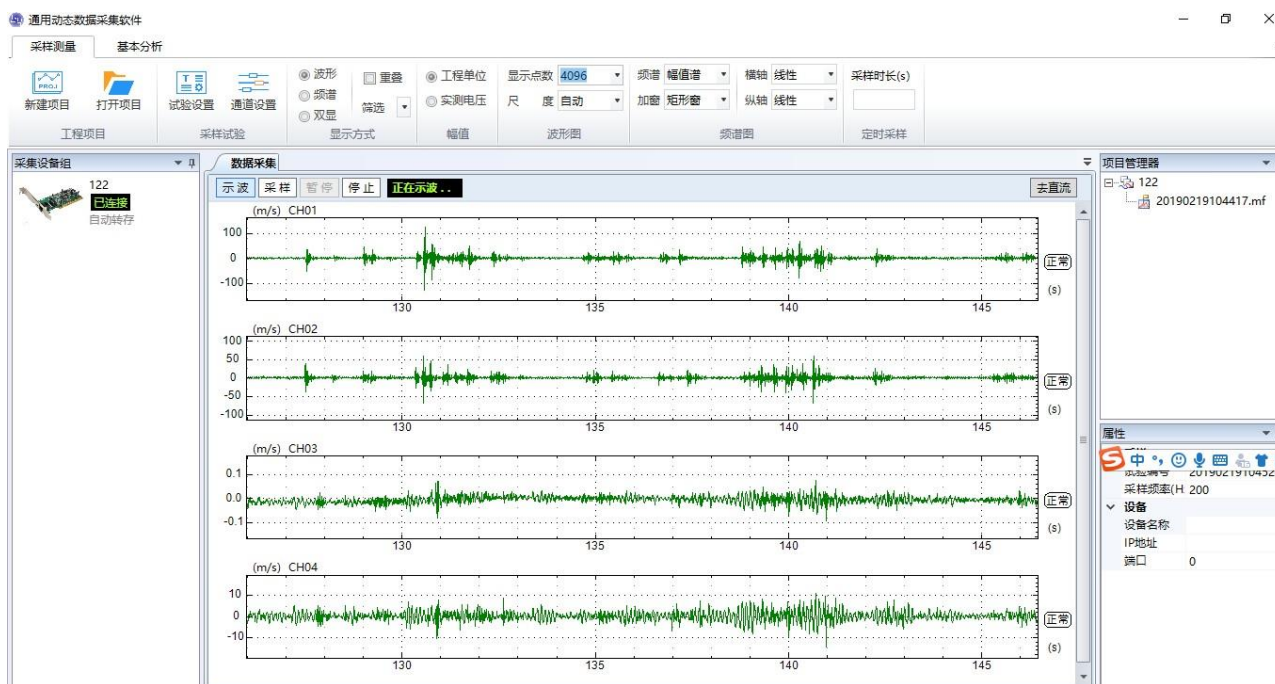 通用动态数据采集软件
采样测量 基本分析
新建项目 打开项目 试验设置 通道设置
波形 频谱 双显 重叠 筛选
工程单位 实测电压
显示点数 4096
尺 度 自动
频谱 幅值谱 横轴 线性
加窗 矩形窗 纵轴 线性
采样时长(s)
工程项目 采样试验 显示方式 幅值 波形图 频谱图 定时采样
采集设备组
122
已连接
自动转存
数据采集
示波 采样 暂停 停止 正在示波.. 去直流
(m/s) CH01
100
0
-100
正常
(s)
130 135 140 145
(m/s) CH02
100
50
0
-50
-100
正常
(s)
130 135 140 145
(m/s) CH03
0.1
0.0
-0.1
正常
(s)
130 135 140 145
(m/s) CH04
10
0
-10
正常
(s)
130 135 140 145
项目管理器
122
20190219104417.mf
属性
中
试验编号 2019021910452
采样频率(H 200
设备
设备名称
IP地址
端口 0